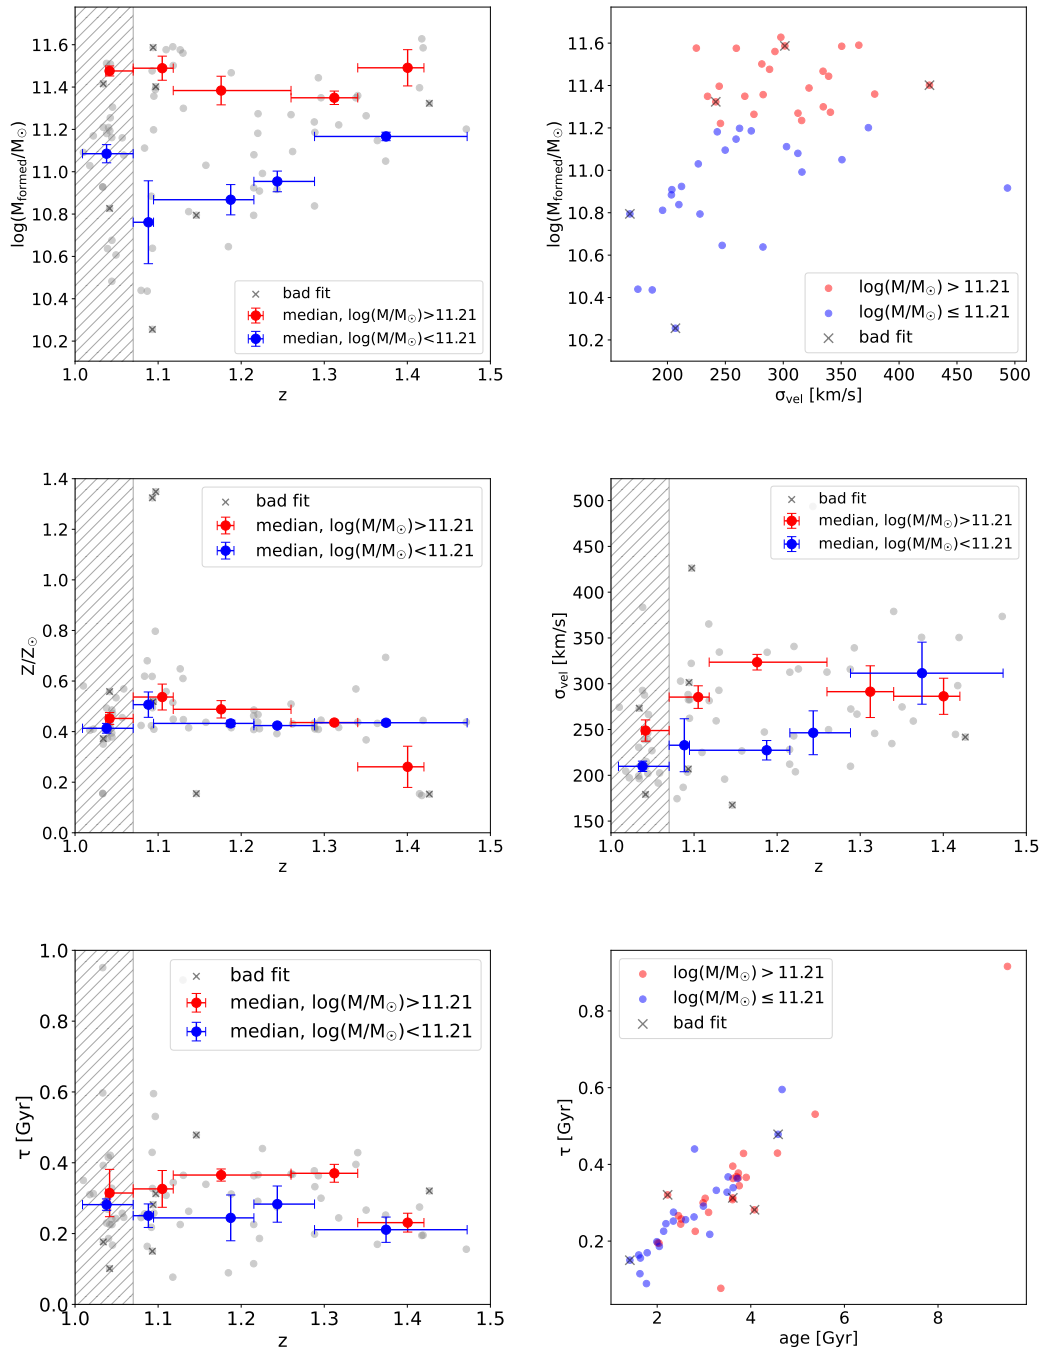 log(M_formed/M_☉)
11.6
11.4
11.2
11.0
10.8
10.6
10.4
10.2
× bad fit
median, log(M/M_☉)>11.21
median, log(M/M_☉)<11.21
1.0 1.1 1.2 1.3 1.4 1.5
z
log(M_formed/M_☉)
11.6
11.4
11.2
11.0
10.8
10.6
10.4
10.2
log(M/M_☉) > 11.21
log(M/M_☉) ≤ 11.21
× bad fit
200 250 300 350 400 450 500
σ_vel [km/s]
Z/Z_☉
1.4
1.2
1.0
0.8
0.6
0.4
0.2
0.0
× bad fit
median, log(M/M_☉)>11.21
median, log(M/M_☉)<11.21
1.0 1.1 1.2 1.3 1.4 1.5
z
σ_vel [km/s]
500
450
400
350
300
250
200
150
× bad fit
median, log(M/M_☉)>11.21
median, log(M/M_☉)<11.21
1.0 1.1 1.2 1.3 1.4 1.5
z
τ [Gyr]
1.0
0.8
0.6
0.4
0.2
0.0
× bad fit
median, log(M/M_☉)>11.21
median, log(M/M_☉)<11.21
1.0 1.1 1.2 1.3 1.4 1.5
z
τ [Gyr]
0.8
0.6
0.4
0.2
log(M/M_☉) > 11.21
log(M/M_☉) ≤ 11.21
× bad fit
2 4 6 8
age [Gyr]